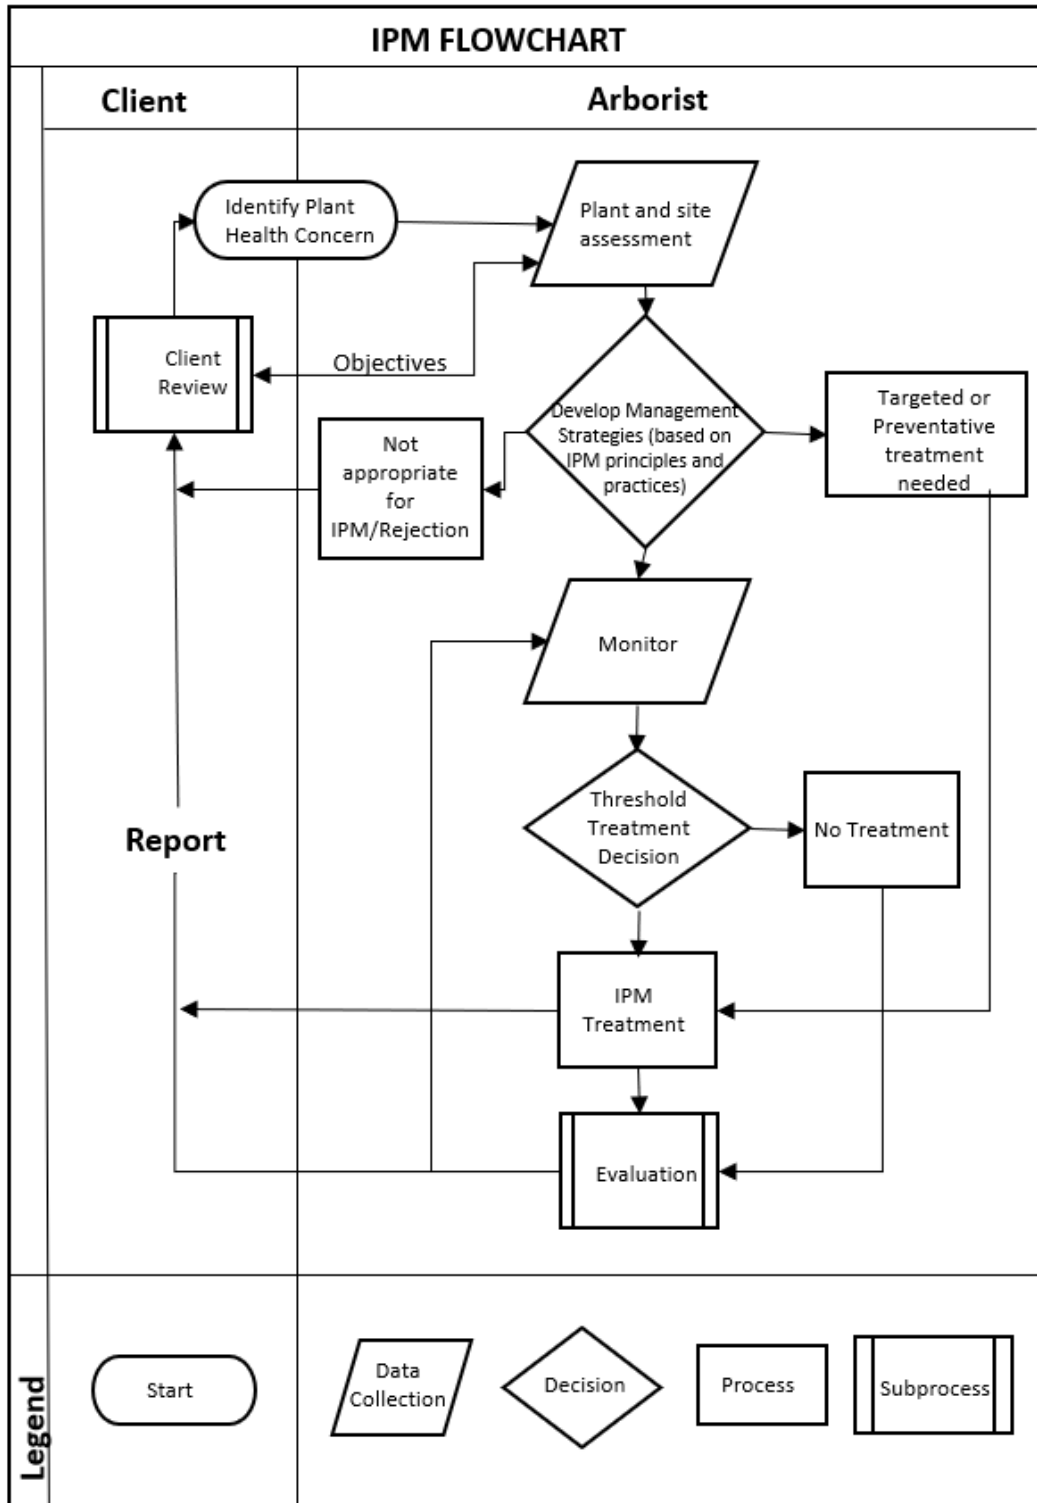 IPM FLOWCHART
Client
Arborist
Identify Plant
Health Concern
Plant and site
assessment
Client
Review
Objectives
Not
appropriate
for
IPM/Rejection
Develop Management
Strategies (based on
IPM principles and
practices)
Targeted or
Preventative
treatment
needed
Monitor
Threshold
Treatment
Decision
No Treatment
Report
IPM
Treatment
Evaluation
Legend
Start
Data
Collection
Decision
Process
Subprocess